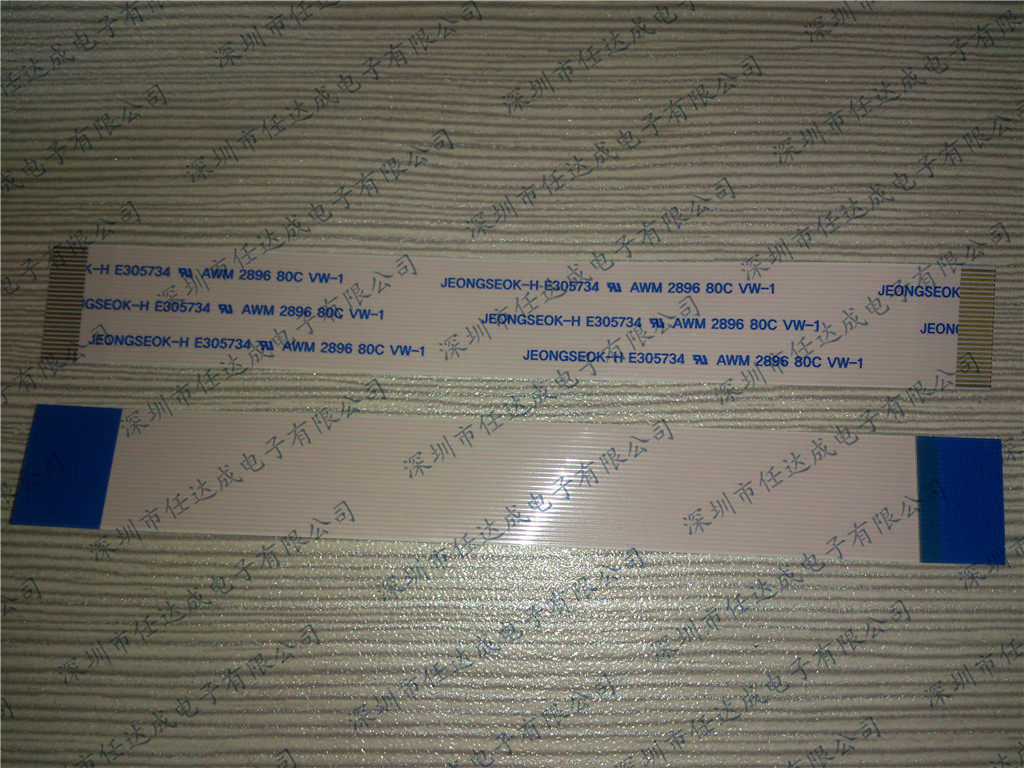 深圳市任达成电子有限公司
K-H E305734 AWM 2896 80C VW-1 JEONGSEOK-H E305734 AWM 2896 80C VW-1 JEONGSEOK
GSEOK-H E305734 AWM 2896 80C VW-1 JEONGSEOK-H E305734 AWM 2896 80C VW-1 JEON
JEONGSEOK-H E305734 AWM 2896 80C VW-1 JEONGSEOK-H E305734 AWM 2896 80C VW-1